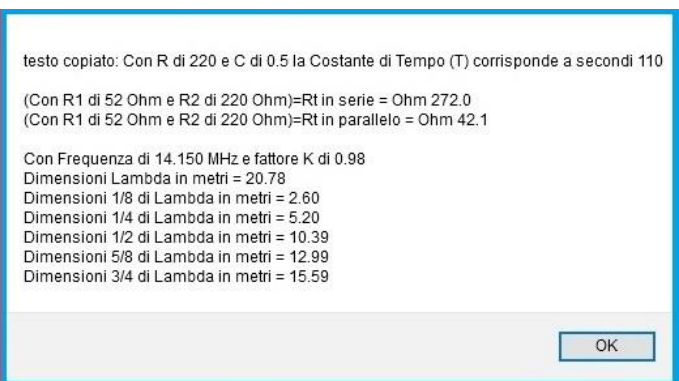 testo copiato: Con R di 220 e C di 0.5 la Costante di Tempo (T) corrisponde a secondi 110
(Con R1 di 52 Ohm e R2 di 220 Ohm)=Rt in serie = Ohm 272.0
(Con R1 di 52 Ohm e R2 di 220 Ohm)=Rt in parallelo = Ohm 42.1
Con Frequenza di 14.150 MHz e fattore K di 0.98
Dimensioni Lambda in metri = 20.78
Dimensioni 1/8 di Lambda in metri = 2.60
Dimensioni 1/4 di Lambda in metri = 5.20
Dimensioni 1/2 di Lambda in metri = 10.39
Dimensioni 5/8 di Lambda in metri = 12.99
Dimensioni 3/4 di Lambda in metri = 15.59
OK